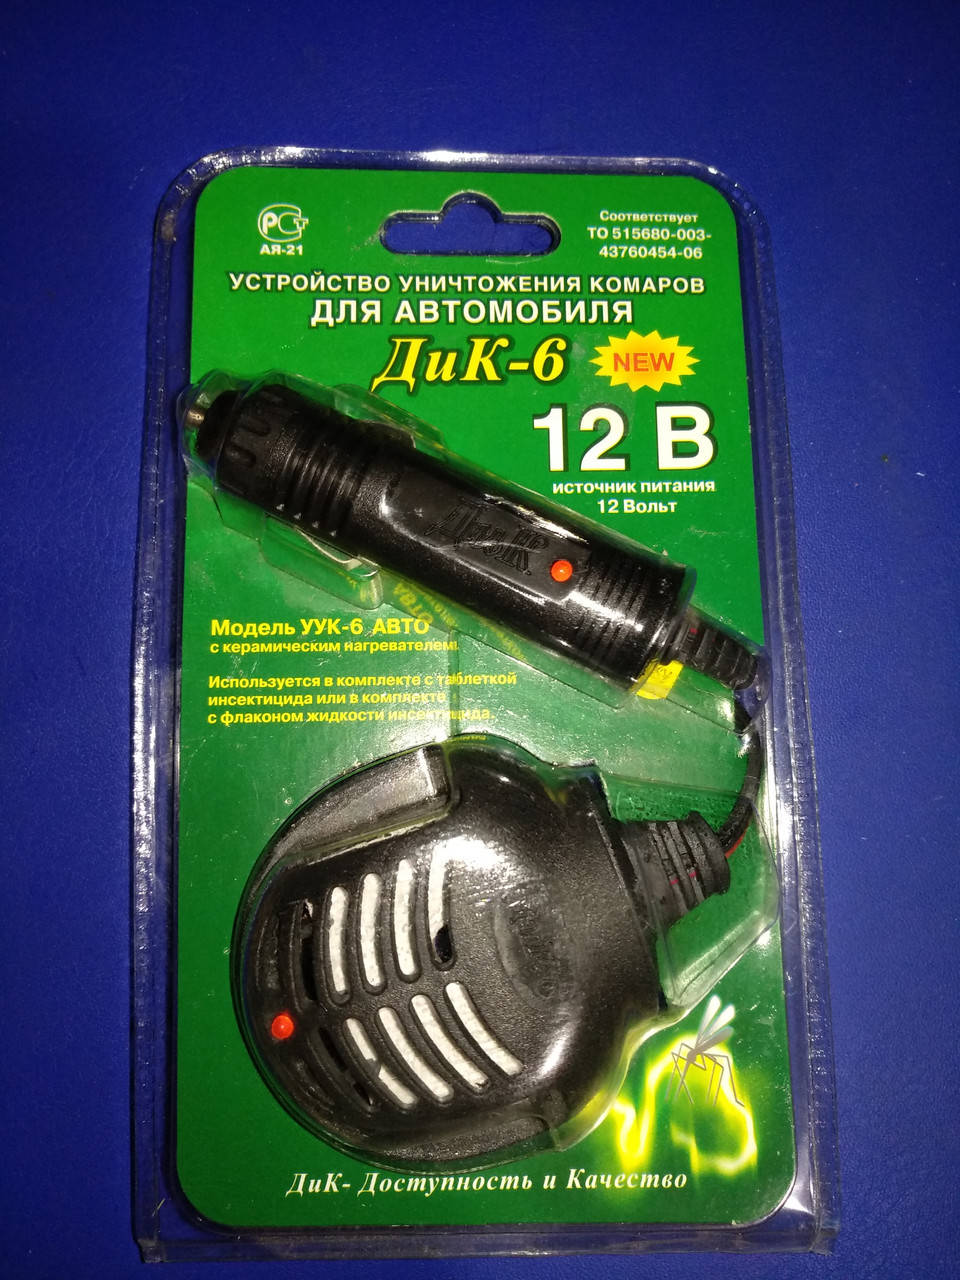 РСТ
АЯ-21
Соответствует
ТО 515680-003-
43760454-06
УСТРОЙСТВО УНИЧТОЖЕНИЯ КОМАРОВ
ДЛЯ АВТОМОБИЛЯ
ДиК-6
NEW
12 В
источник питания
12 Вольт
Модель УУК-6 АВТО
с керамическим нагревателем
Используется в комплекте с таблеткой
инсектицида или в комплекте
с флаконом жидкости инсектицида.
ДиК- Доступность и Качество